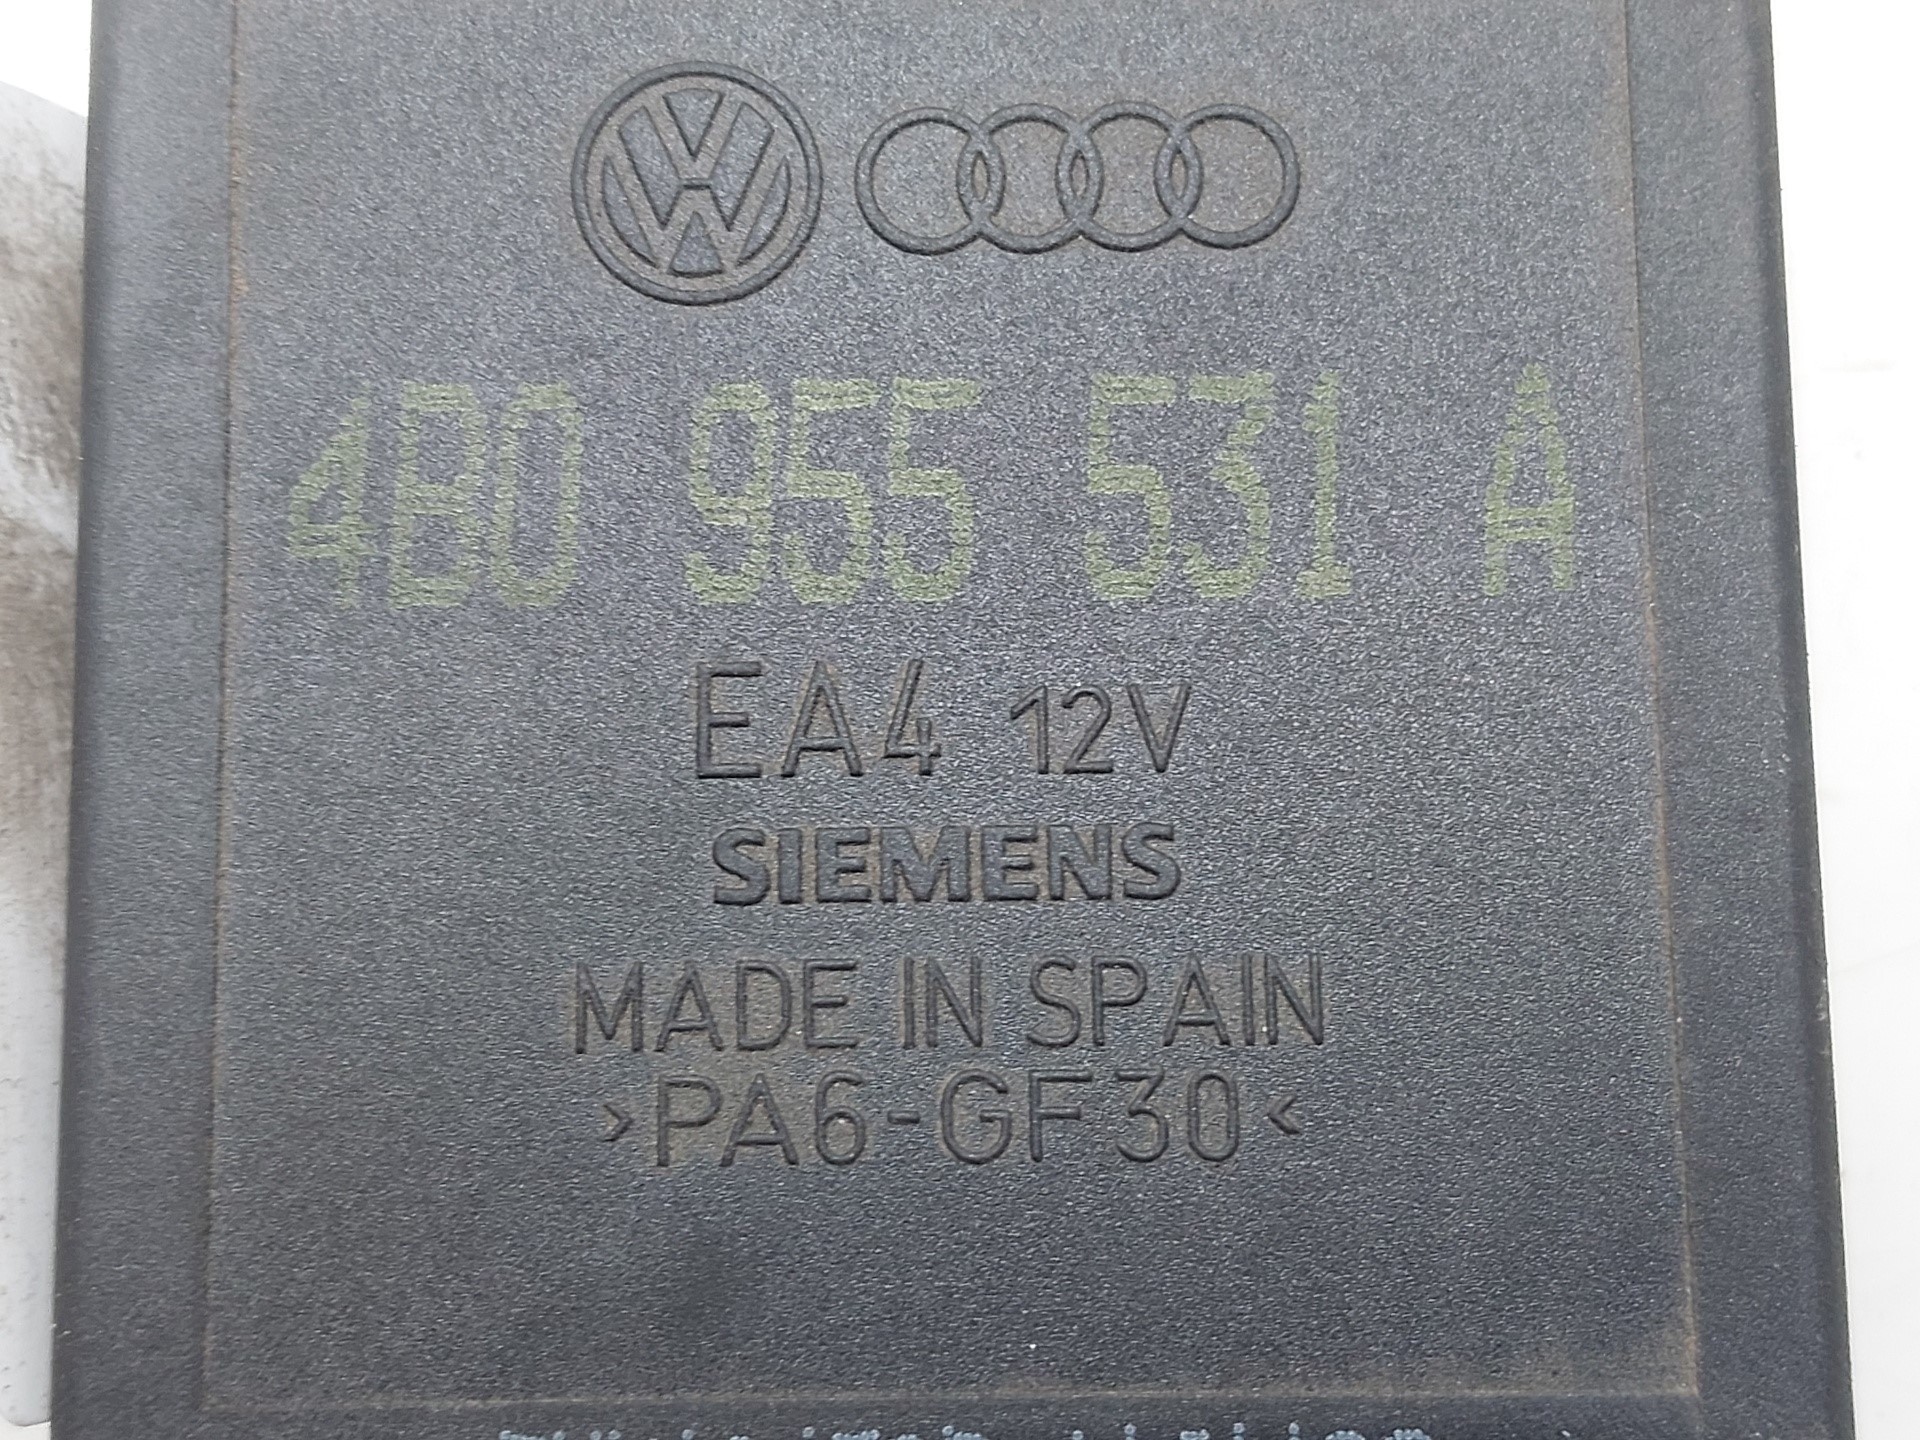 4B0 955 531 A
EA4 12V
SIEMENS
MADE IN SPAIN
>PA6-GF30<